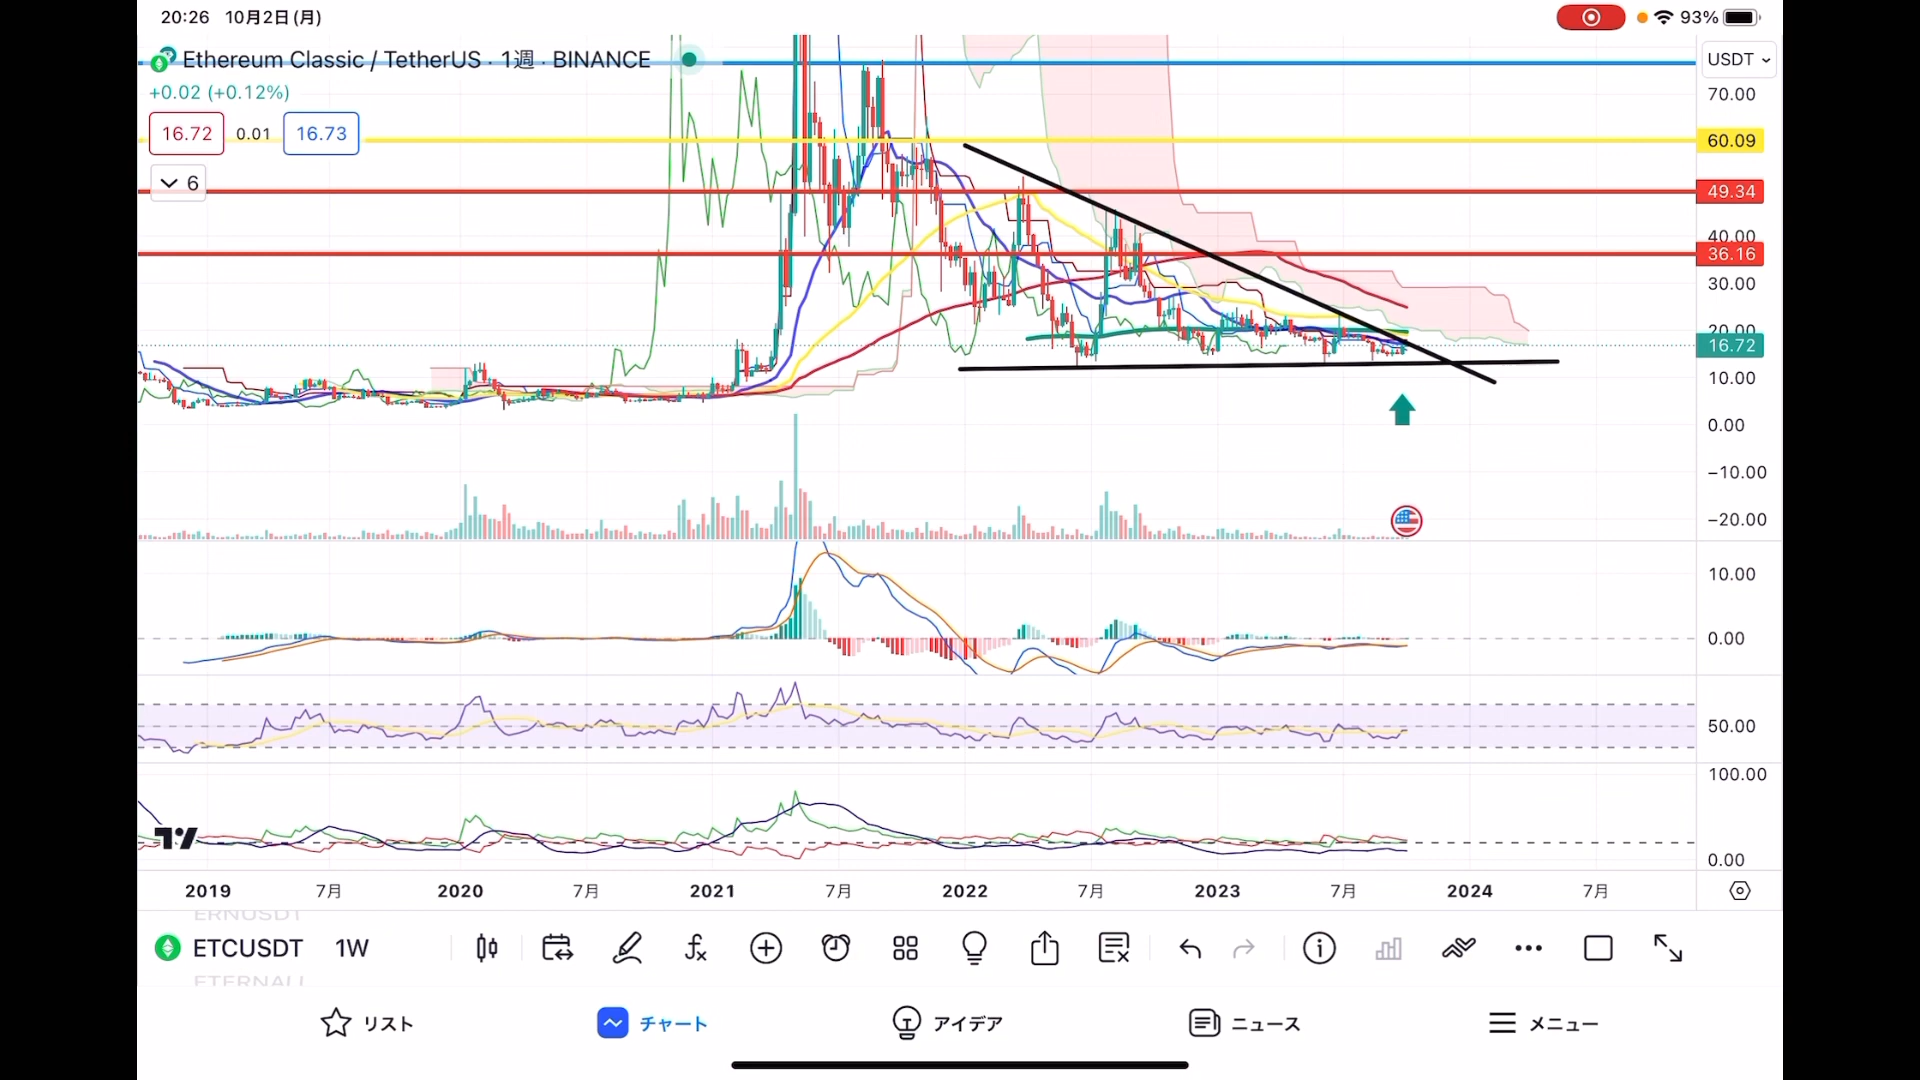 20:26 10月2日(月) 93%
Ethereum Classic / TetherUS · 1週 · BINANCE
USDT
+0.02 (+0.12%)
70.00
16.72 0.01 16.73
60.09
6
49.34
40.00
36.16
30.00
20.00
16.72
10.00
0.00
−10.00
−20.00
10.00
0.00
50.00
100.00
0.00
2019 7月 2020 7月 2021 7月 2022 7月 2023 7月 2024 7月
ERNUSDT
ETCUSDT 1W
ETERNALI
リスト チャート アイデア ニュース メニュー